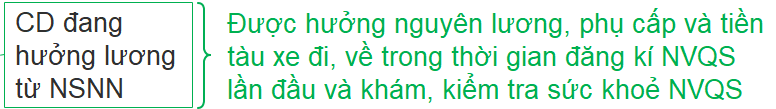 CD đang
hưởng lương
từ NSNN
Được hưởng nguyên lương, phụ cấp và tiền
tàu xe đi, về trong thời gian đăng kí NVQS
lần đầu và khám, kiểm tra sức khoẻ NVQS